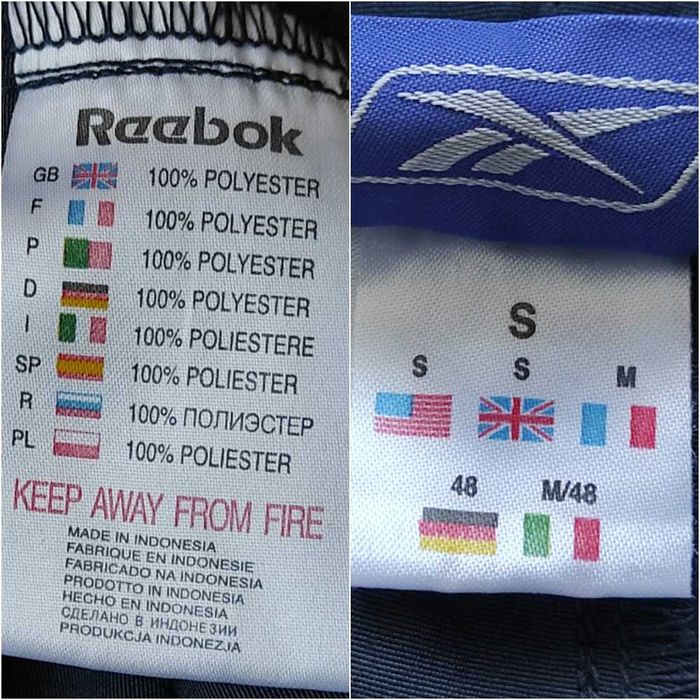 Reebok
GB 100% POLYESTER
F 100% POLYESTER
P 100% POLYESTER
D 100% POLYESTER
I 100% POLIESTERE
SP 100% POLIESTER
R 100% ПОЛИЭСТЕР
PL 100% POLIESTER
KEEP AWAY FROM FIRE
MADE IN INDONESIA
FABRIQUE EN INDONESIE
FABRICADO NA INDONESIA
PRODOTTO IN INDONESIA
HECHO EN INDONESIA
СДЕЛАНО В ИНДОНЕЗИИ
PRODUKCJA INDONEZJA
S
S S M
48 M/48